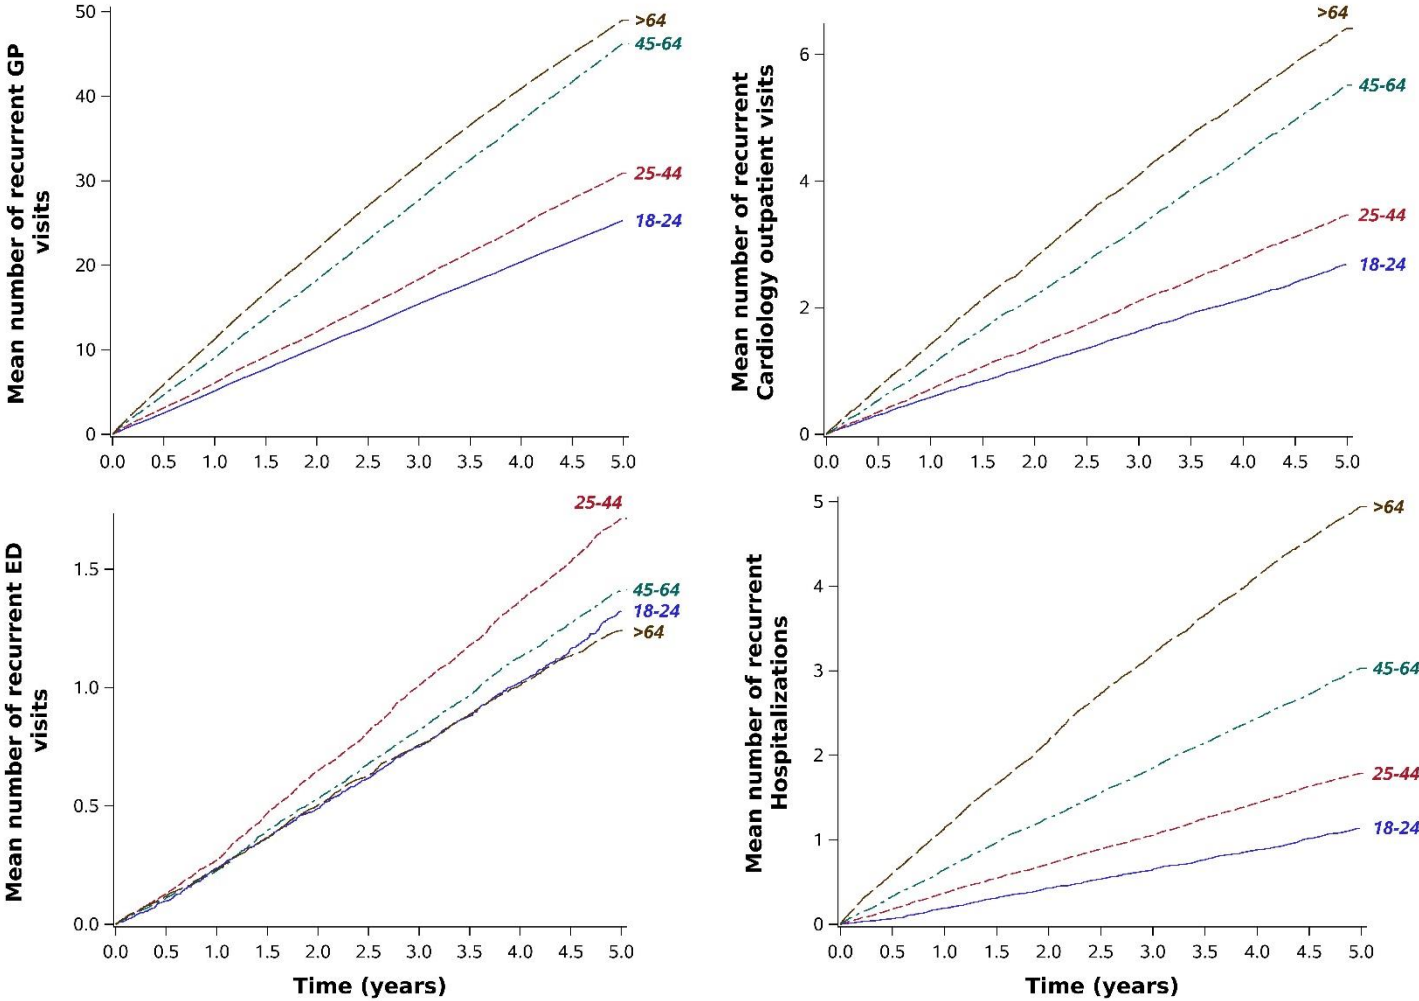 Mean number of recurrent GP
visits
50
40
30
20
10
0
>64
45-64
25-44
18-24
0.0 0.5 1.0 1.5 2.0 2.5 3.0 3.5 4.0 4.5 5.0
Mean number of recurrent
Cardiology outpatient visits
6
4
2
0
>64
45-64
25-44
18-24
0.0 0.5 1.0 1.5 2.0 2.5 3.0 3.5 4.0 4.5 5.0
Mean number of recurrent ED
visits
1.5
1.0
0.5
0.0
25-44
45-64
18-24
>64
0.0 0.5 1.0 1.5 2.0 2.5 3.0 3.5 4.0 4.5 5.0
Time (years)
Mean number of recurrent
Hospitalizations
5
4
3
2
1
0
>64
45-64
25-44
18-24
0.0 0.5 1.0 1.5 2.0 2.5 3.0 3.5 4.0 4.5 5.0
Time (years)